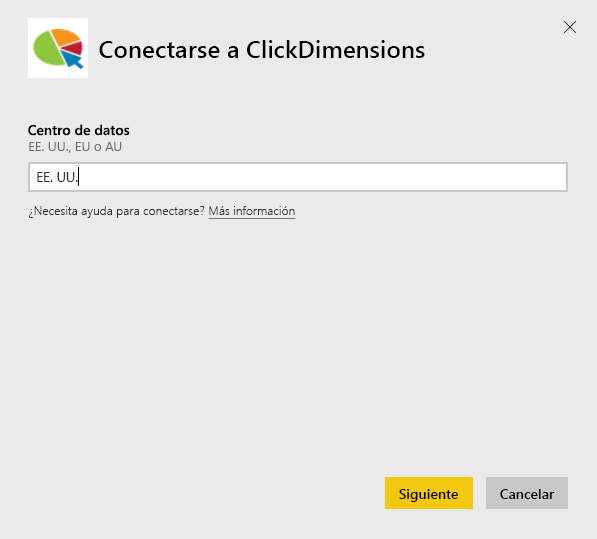 Conectarse a ClickDimensions
Centro de datos
EE. UU., EU o AU
EE. UU.
¿Necesita ayuda para conectarse? Más información
Siguiente
Cancelar